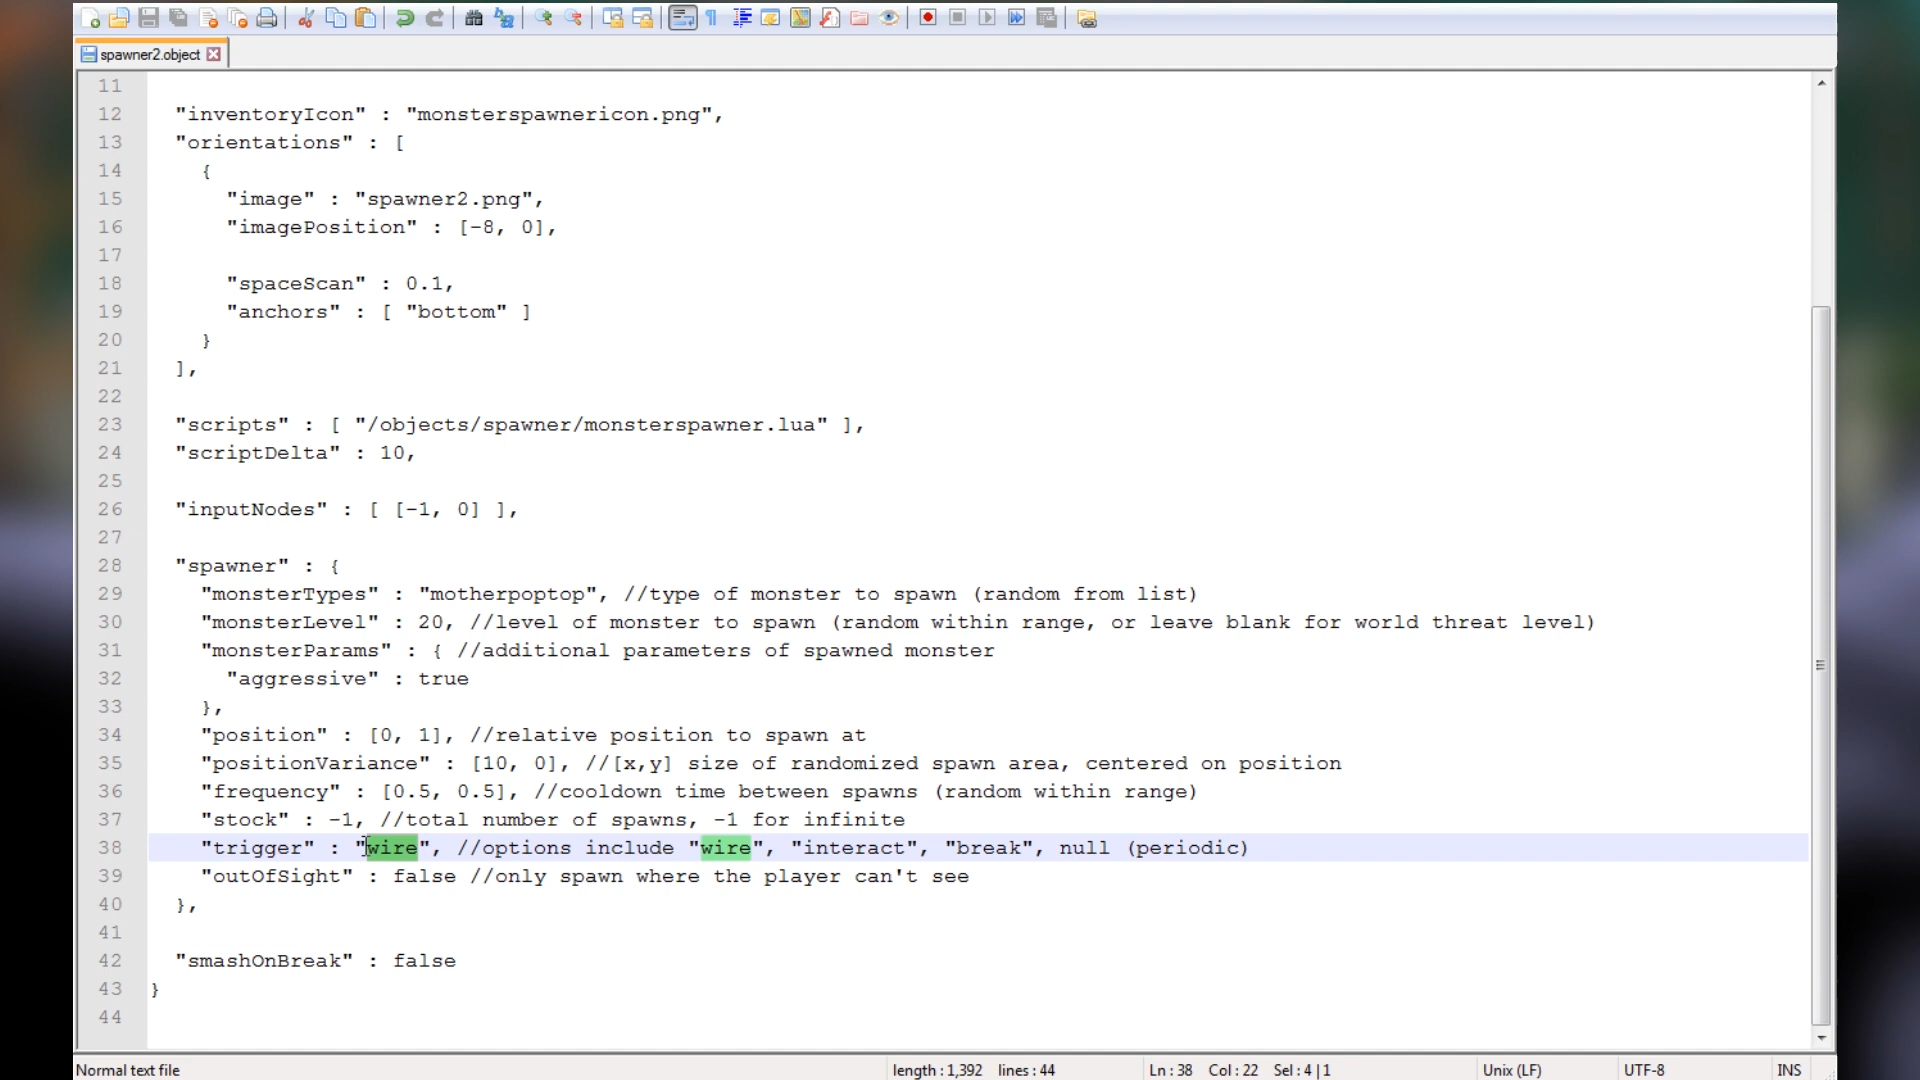 spawner2.object
11
12 "inventoryIcon" : "monsterspawnericon.png",
13 "orientations" : [
14 {
15 "image" : "spawner2.png",
16 "imagePosition" : [-8, 0],
17
18 "spaceScan" : 0.1,
19 "anchors" : [ "bottom" ]
20 }
21 ],
22
23 "scripts" : [ "/objects/spawner/monsterspawner.lua" ],
24 "scriptDelta" : 10,
25
26 "inputNodes" : [ [-1, 0] ],
27
28 "spawner" : {
29 "monsterTypes" : "motherpoptop", //type of monster to spawn (random from list)
30 "monsterLevel" : 20, //level of monster to spawn (random within range, or leave blank for world threat level)
31 "monsterParams" : { //additional parameters of spawned monster
32 "aggressive" : true
33 },
34 "position" : [0, 1], //relative position to spawn at
35 "positionVariance" : [10, 0], //[x,y] size of randomized spawn area, centered on position
36 "frequency" : [0.5, 0.5], //cooldown time between spawns (random within range)
37 "stock" : -1, //total number of spawns, -1 for infinite
38 "trigger" : "wire", //options include "wire", "interact", "break", null (periodic)
39 "outOfSight" : false //only spawn where the player can't see
40 },
41
42 "smashOnBreak" : false
43 }
44
Normal text file length : 1,392 lines : 44 Ln : 38 Col : 22 Sel : 4 | 1 Unix (LF) UTF-8 INS